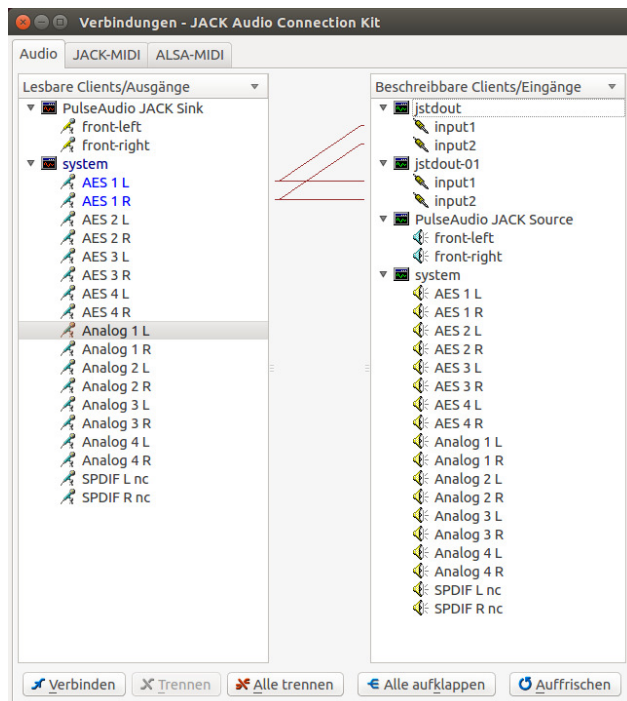 Verbindungen - JACK Audio Connection Kit
Audio JACK-MIDI ALSA-MIDI
Lesbare Clients/Ausgänge
PulseAudio JACK Sink
front-left
front-right
system
AES 1 L
AES 1 R
AES 2 L
AES 2 R
AES 3 L
AES 3 R
AES 4 L
AES 4 R
Analog 1 L
Analog 1 R
Analog 2 L
Analog 2 R
Analog 3 L
Analog 3 R
Analog 4 L
Analog 4 R
SPDIF L nc
SPDIF R nc
Beschreibbare Clients/Eingänge
jstdout
input1
input2
jstdout-01
input1
input2
PulseAudio JACK Source
front-left
front-right
system
AES 1 L
AES 1 R
AES 2 L
AES 2 R
AES 3 L
AES 3 R
AES 4 L
AES 4 R
Analog 1 L
Analog 1 R
Analog 2 L
Analog 2 R
Analog 3 L
Analog 3 R
Analog 4 L
Analog 4 R
SPDIF L nc
SPDIF R nc
Verbinden Trennen Alle trennen Alle aufklappen Auffrischen